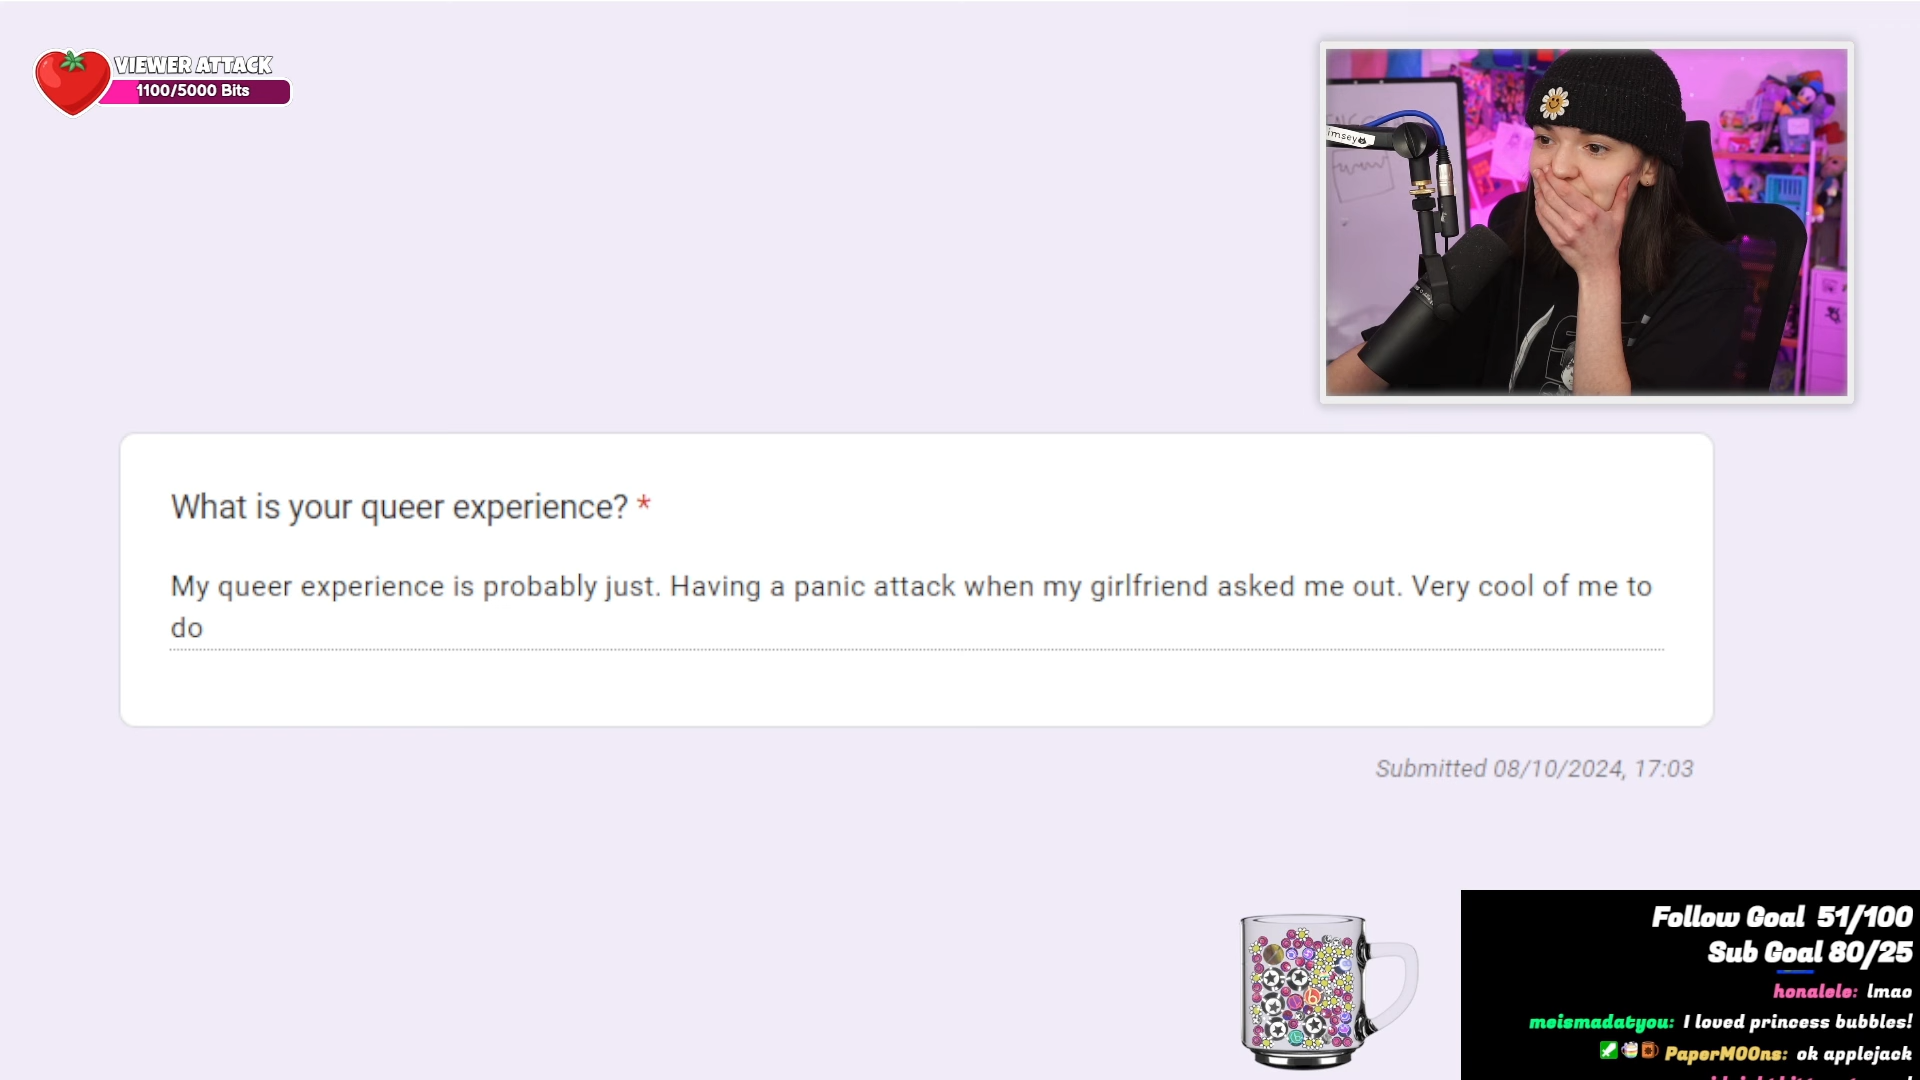 VIEWER ATTACK
1100/5000 Bits
imsey
What is your queer experience? *
My queer experience is probably just. Having a panic attack when my girlfriend asked me out. Very cool of me to
do
Submitted 08/10/2024, 17:03
Follow Goal 51/100
Sub Goal 80/25
honalele: lmao
meismadatyou: I loved princess bubbles!
PaperM00ns: ok applejack